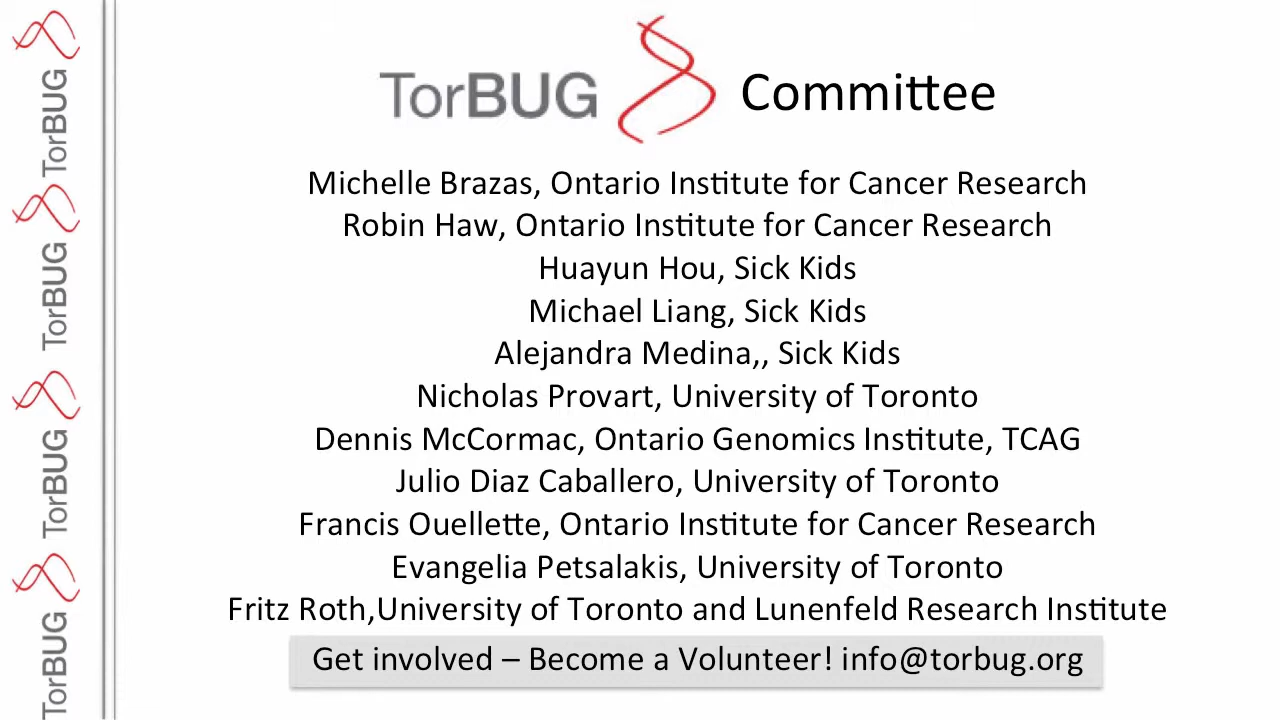 TorBUG Committee
Michelle Brazas, Ontario Institute for Cancer Research
Robin Haw, Ontario Institute for Cancer Research
Huayun Hou, Sick Kids
Michael Liang, Sick Kids
Alejandra Medina,, Sick Kids
Nicholas Provart, University of Toronto
Dennis McCormac, Ontario Genomics Institute, TCAG
Julio Diaz Caballero, University of Toronto
Francis Ouellette, Ontario Institute for Cancer Research
Evangelia Petsalakis, University of Toronto
Fritz Roth,University of Toronto and Lunenfeld Research Institute
Get involved – Become a Volunteer! info@torbug.org
TorBUG
TorBUG
TorBUG
TorBUG